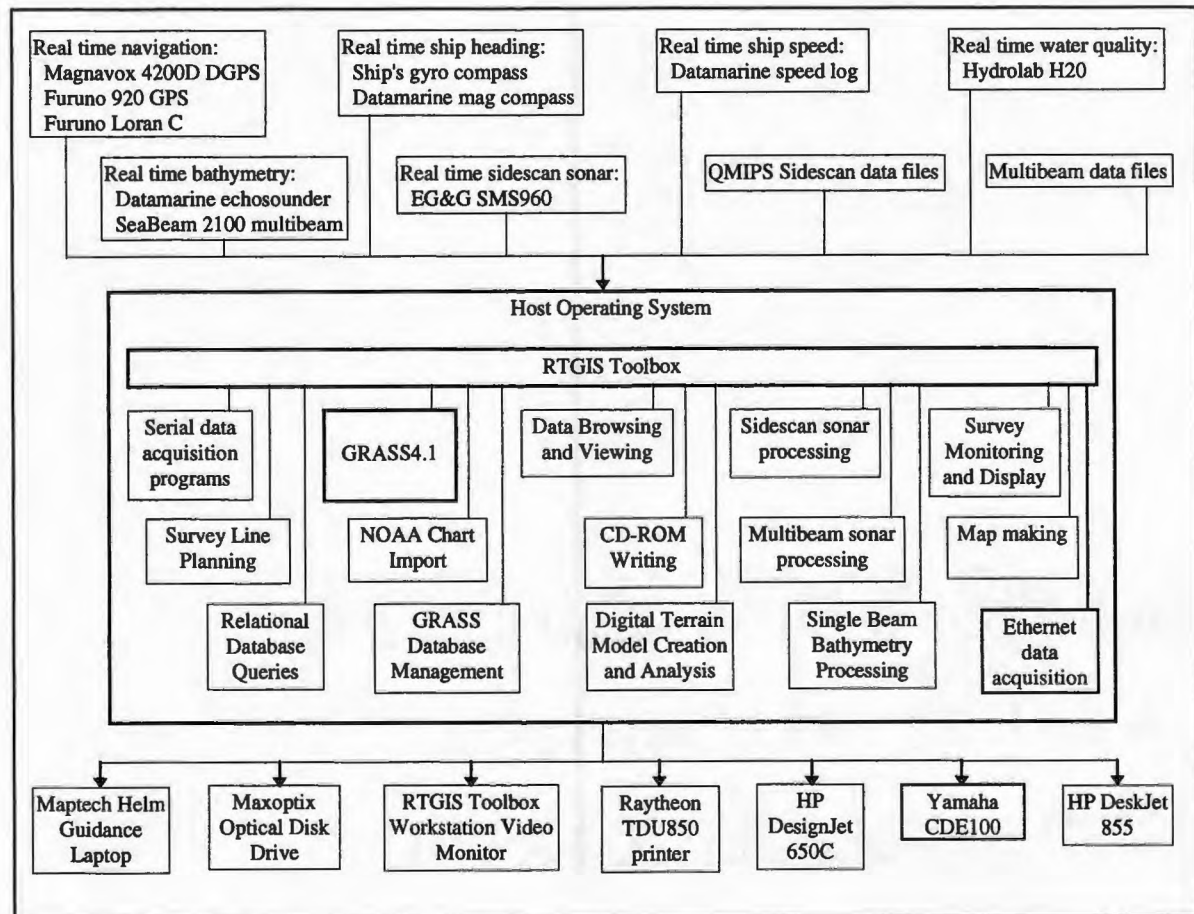 Real time navigation:
Magnavox 4200D DGPS
Furuno 920 GPS
Furuno Loran C
Real time ship heading:
Ship's gyro compass
Datamarine mag compass
Real time ship speed:
Datamarine speed log
Real time water quality:
Hydrolab H20
Real time bathymetry:
Datamarine echosounder
SeaBeam 2100 multibeam
Real time sidescan sonar:
EG&G SMS960
QMIPS Sidescan data files
Multibeam data files
Host Operating System
RTGIS Toolbox
Serial data
acquisition
programs
GRASS4.1
Data Browsing
and Viewing
Sidescan sonar
processing
Survey
Monitoring
and Display
Survey Line
Planning
NOAA Chart
Import
CD-ROM
Writing
Multibeam sonar
processing
Map making
Relational
Database
Queries
GRASS
Database
Management
Digital Terrain
Model Creation
and Analysis
Single Beam
Bathymetry
Processing
Ethernet
data
acquisition
Maptech Helm
Guidance
Laptop
Maxoptix
Optical Disk
Drive
RTGIS Toolbox
Workstation Video
Monitor
Raytheon
TDU850
printer
HP
DesignJet
650C
Yamaha
CDE100
HP DeskJet
855